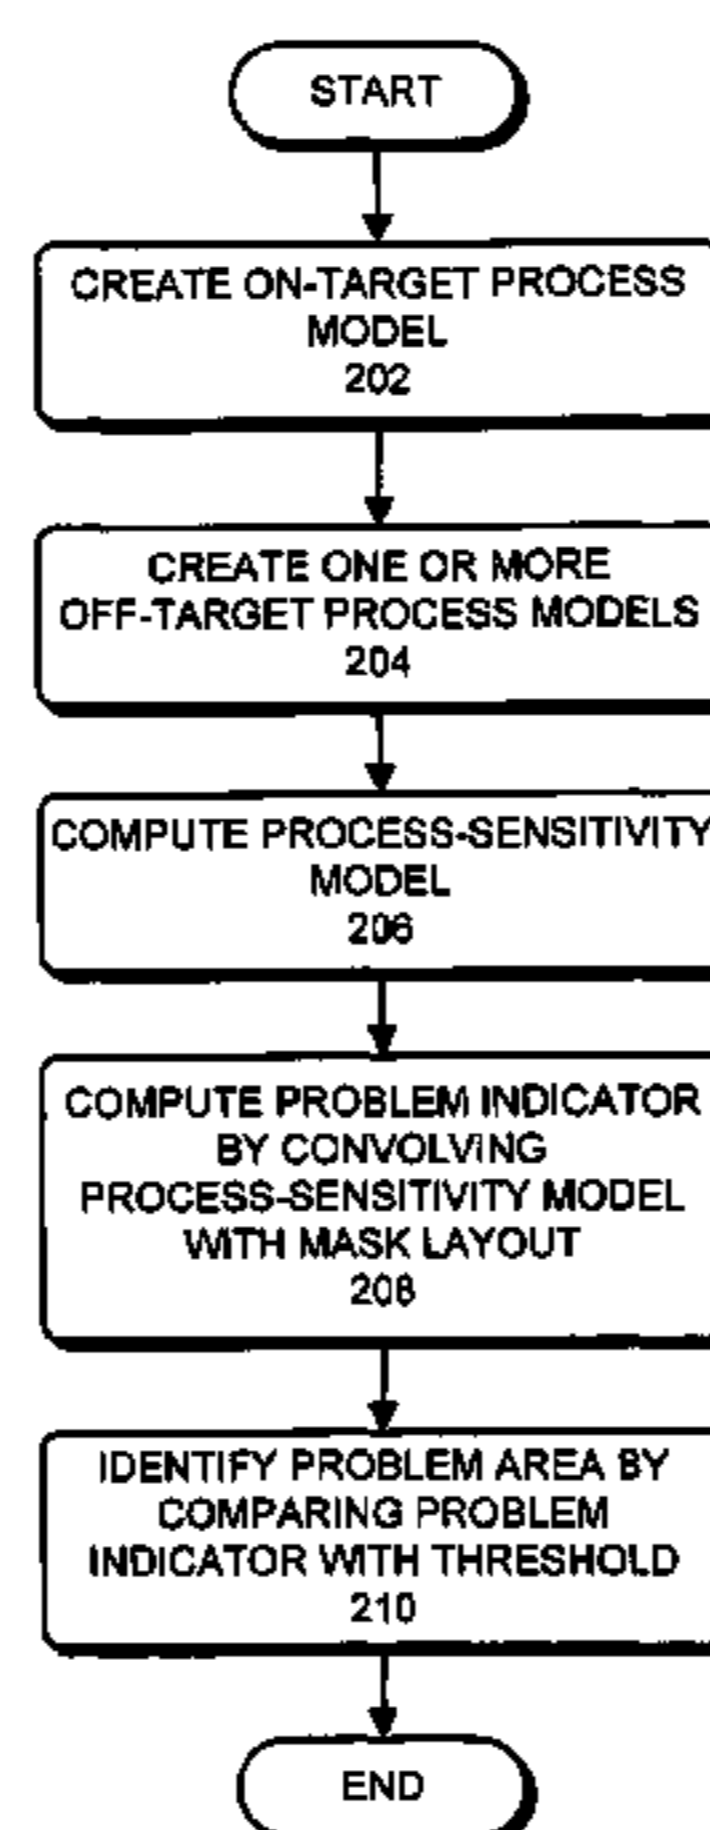 START
CREATE ON-TARGET PROCESS
MODEL
202
CREATE ONE OR MORE
OFF-TARGET PROCESS MODELS
204
COMPUTE PROCESS-SENSITIVITY
MODEL
206
COMPUTE PROBLEM INDICATOR
BY CONVOLVING
PROCESS-SENSITIVITY MODEL
WITH MASK LAYOUT
208
IDENTIFY PROBLEM AREA BY
COMPARING PROBLEM
INDICATOR WITH THRESHOLD
210
END